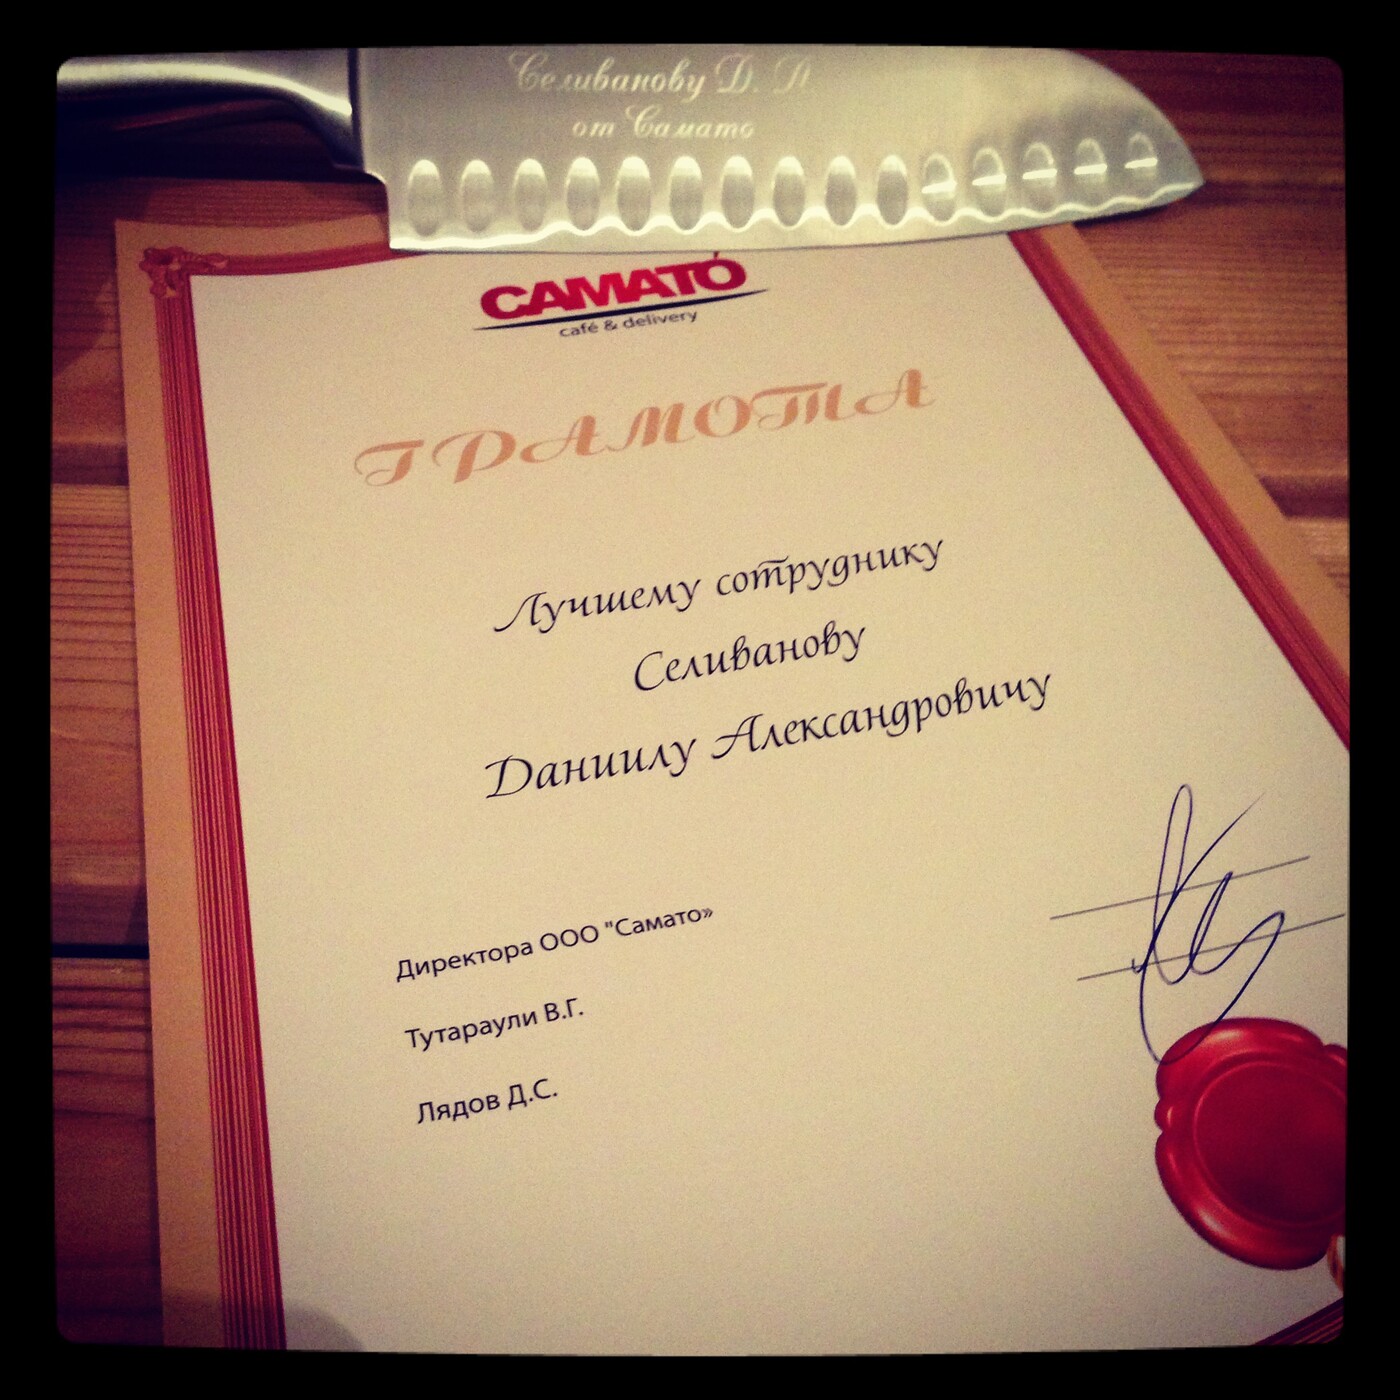 Селиванову Д. А.
от Самато
САМАТО́
café & delivery
ГРАМОТА
Лучшему сотруднику
Селиванову
Даниилу Александровичу
Директора ООО "Самато»
Тутараули В.Г.
Лядов Д.С.